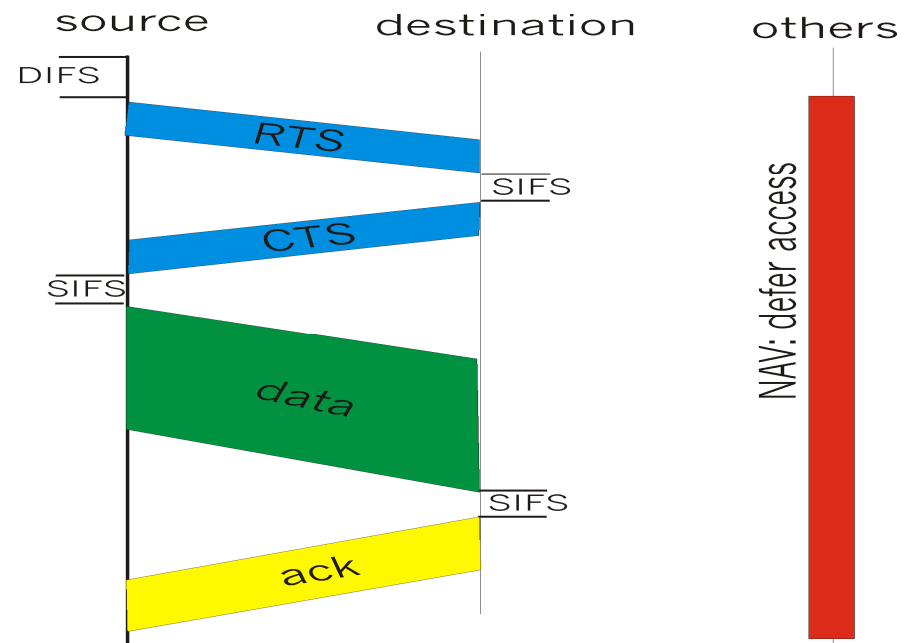 source
destination
others
DIFS
RTS
SIFS
CTS
SIFS
data
SIFS
ack
NAV: defer access